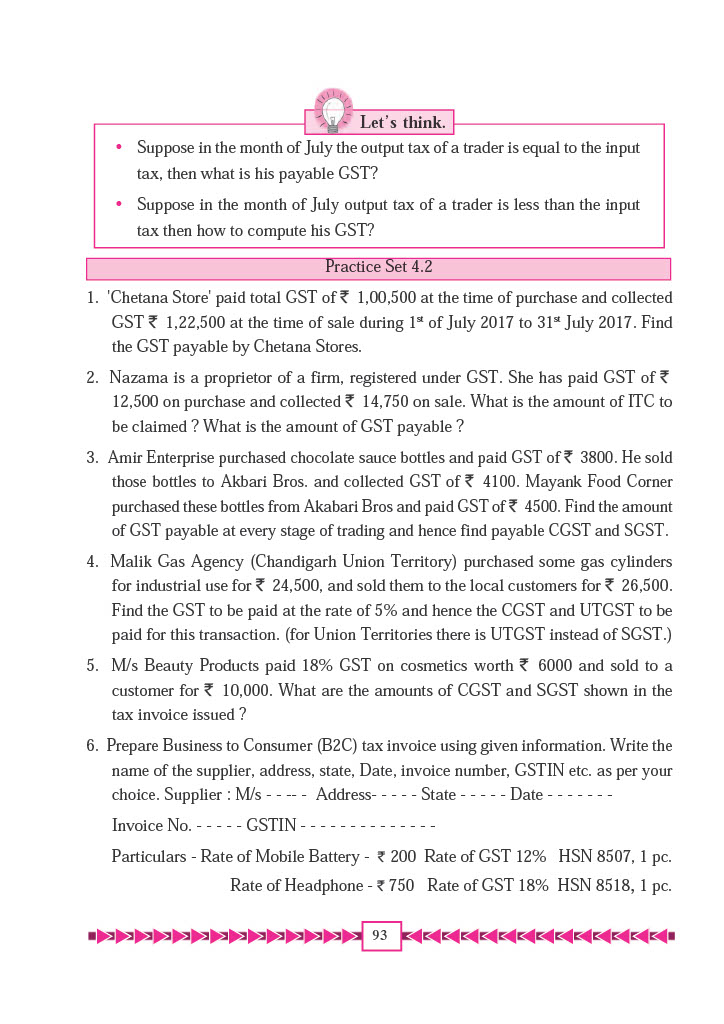 Let's think.
• Suppose in the month of July the output tax of a trader is equal to the input
tax, then what is his payable GST?
• Suppose in the month of July output tax of a trader is less than the input
tax then how to compute his GST?
Practice Set 4.2
1. 'Chetana Store' paid total GST of ₹ 1,00,500 at the time of purchase and collected
GST ₹ 1,22,500 at the time of sale during 1st of July 2017 to 31st July 2017. Find
the GST payable by Chetana Stores.
2. Nazama is a proprietor of a firm, registered under GST. She has paid GST of ₹
12,500 on purchase and collected ₹ 14,750 on sale. What is the amount of ITC to
be claimed ? What is the amount of GST payable ?
3. Amir Enterprise purchased chocolate sauce bottles and paid GST of ₹ 3800. He sold
those bottles to Akbari Bros. and collected GST of ₹ 4100. Mayank Food Corner
purchased these bottles from Akabari Bros and paid GST of ₹ 4500. Find the amount
of GST payable at every stage of trading and hence find payable CGST and SGST.
4. Malik Gas Agency (Chandigarh Union Territory) purchased some gas cylinders
for industrial use for ₹ 24,500, and sold them to the local customers for ₹ 26,500.
Find the GST to be paid at the rate of 5% and hence the CGST and UTGST to be
paid for this transaction. (for Union Territories there is UTGST instead of SGST.)
5. M/s Beauty Products paid 18% GST on cosmetics worth ₹ 6000 and sold to a
customer for ₹ 10,000. What are the amounts of CGST and SGST shown in the
tax invoice issued ?
6. Prepare Business to Consumer (B2C) tax invoice using given information. Write the
name of the supplier, address, state, Date, invoice number, GSTIN etc. as per your
choice. Supplier : M/s - - -- - Address- - - - - State - - - - - Date - - - - - - -
Invoice No. - - - - - GSTIN - - - - - - - - - - - - - -
Particulars - Rate of Mobile Battery - ₹ 200 Rate of GST 12% HSN 8507, 1 pc.
Rate of Headphone - ₹ 750 Rate of GST 18% HSN 8518, 1 pc.
93